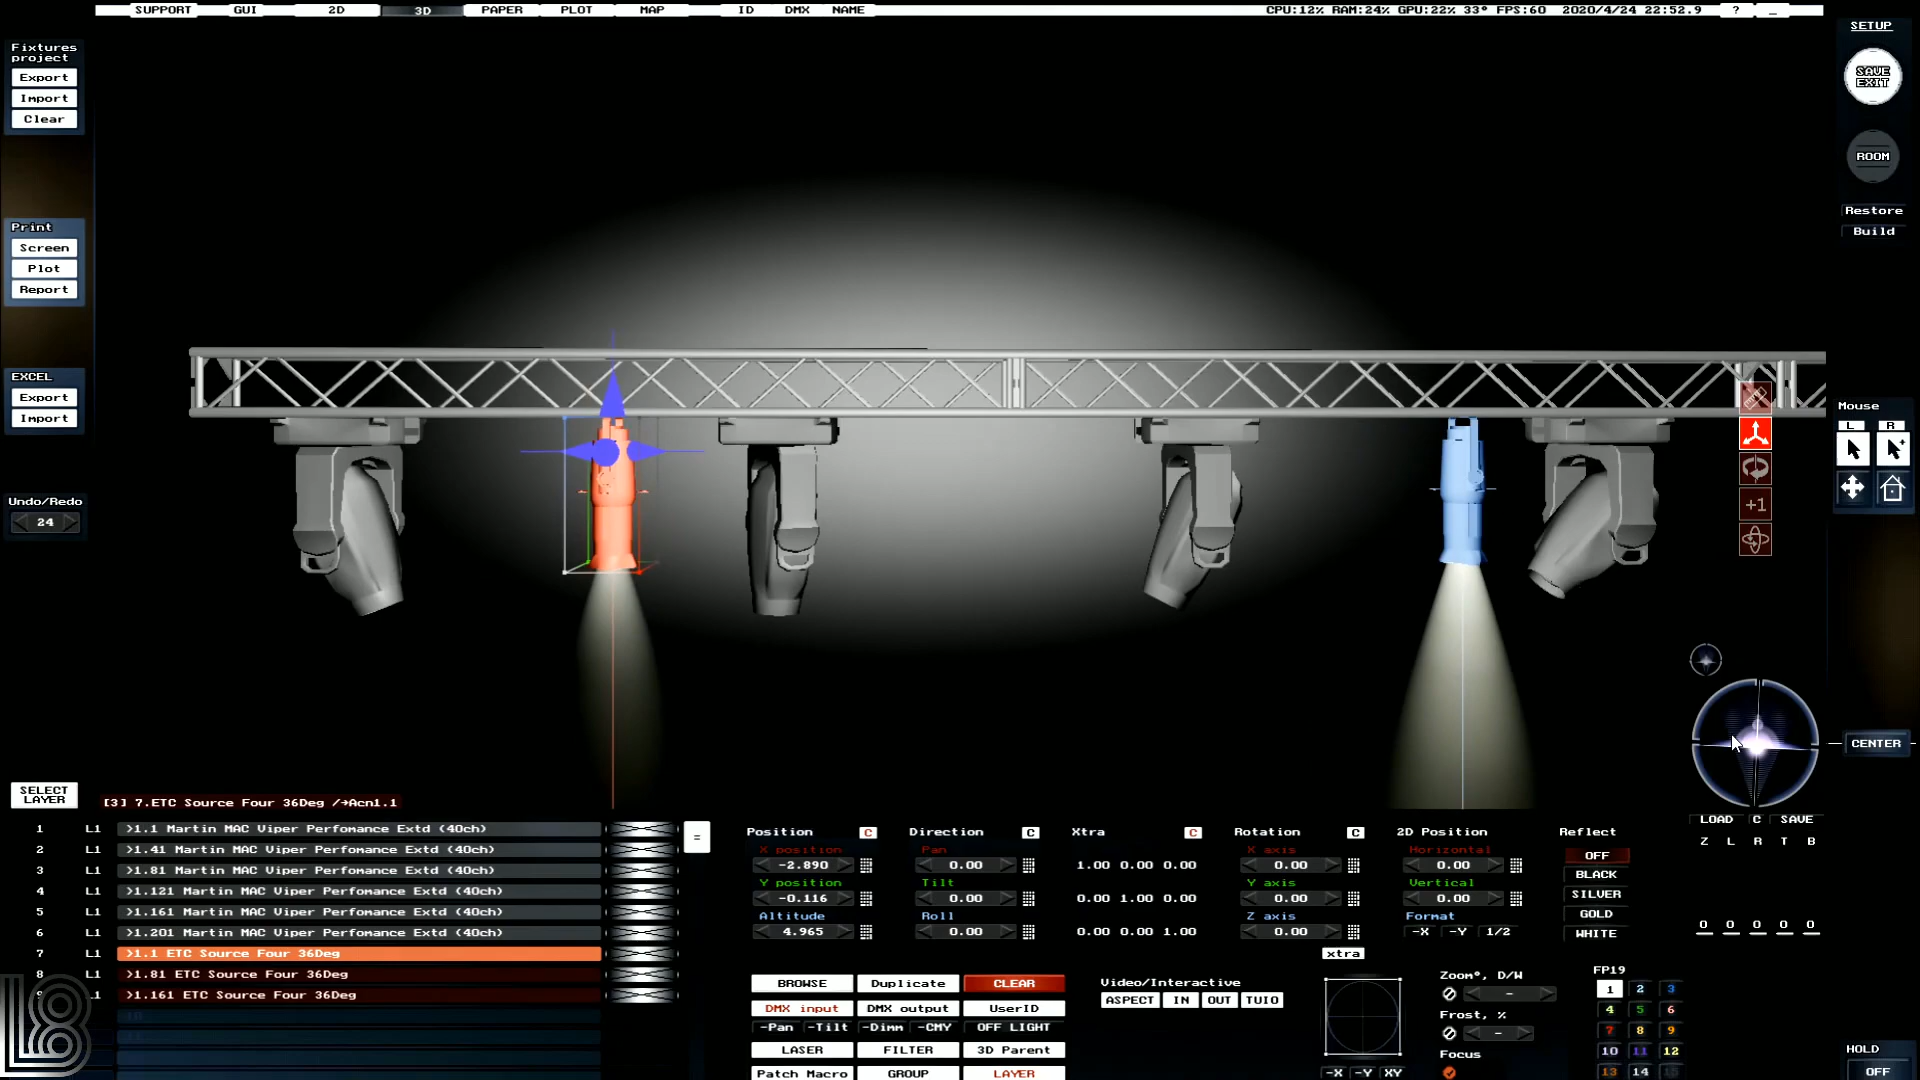 SUPPORT GUI 2D 3D PAPER PLOT MAP ID DMX NAME CPU:12% RAM:24% GPU:22% 33° FPS:60 2020/4/24 22:52.9 ? _
SETUP
SAVE
EXIT
ROOM
Restore
Build
Fixtures
project
Export
Import
Clear
Print
Screen
Plot
Report
EXCEL
Export
Import
Undo/Redo
24
Mouse
L R
+1
CENTER
LOAD C SAVE
Z L R T B
0 0 0 0 0
SELECT
LAYER
[3] 7.ETC Source Four 36Deg /→Acn1.1
1 L1 >1.1 Martin MAC Viper Perfomance Extd (40ch)
2 L1 >1.41 Martin MAC Viper Perfomance Extd (40ch)
3 L1 >1.81 Martin MAC Viper Perfomance Extd (40ch)
4 L1 >1.121 Martin MAC Viper Perfomance Extd (40ch)
5 L1 >1.161 Martin MAC Viper Perfomance Extd (40ch)
6 L1 >1.201 Martin MAC Viper Perfomance Extd (40ch)
7 L1 >1.1 ETC Source Four 36Deg
8 L1 >1.81 ETC Source Four 36Deg
L1 >1.161 ETC Source Four 36Deg
10
11
=
Position C Direction C Xtra C Rotation C 2D Position Reflect
X position Pan X axis Horizontal OFF
-2.890 0.00 1.00 0.00 0.00 0.00 0.00
Y position Tilt Y axis Vertical BLACK
-0.116 0.00 0.00 1.00 0.00 0.00 0.00 SILVER
Altitude Roll Z axis Format GOLD
4.965 0.00 0.00 0.00 1.00 0.00 -X -Y 1/2 WHITE
xtra
BROWSE Duplicate CLEAR
DMX input DMX output UserID
-Pan -Tilt -Dimm -CMY OFF LIGHT
LASER FILTER 3D Parent
Patch Macro GROUP LAYER
Video/Interactive
ASPECT IN OUT TUIO
-X -Y XY
Zoom°, D/W
-
Frost, %
-
Focus
FP19
1 2 3
4 5 6
7 8 9
10 11 12
13 14 15
HOLD
OFF